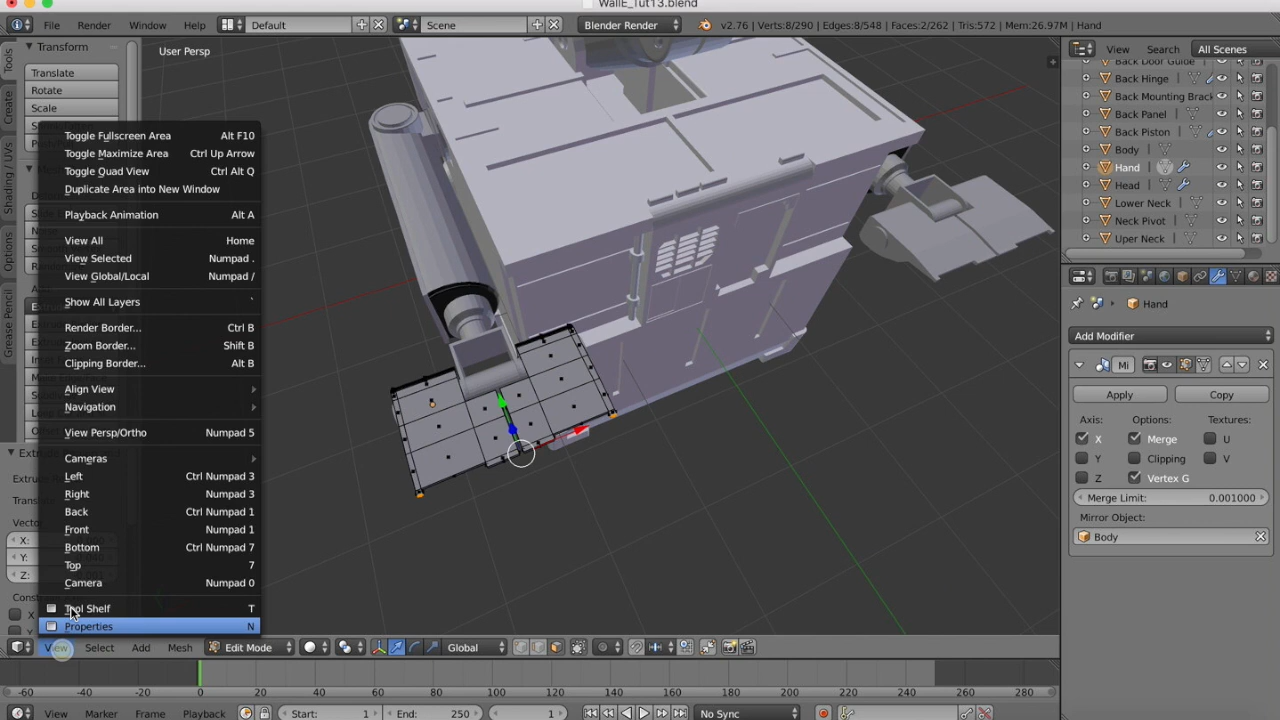 WallE_Tut13.blend
File Render Window Help Default Scene Blender Render v2.76 | Verts:8/290 | Edges:8/548 | Faces:2/262 | Tris:572 | Mem:26.97M | Hand
Tools
Create
Shading / UVs
Options
Grease Pencil
Transform
Translate
Rotate
Scale
User Persp
Toggle Fullscreen Area Alt F10
Toggle Maximize Area Ctrl Up Arrow
Toggle Quad View Ctrl Alt Q
Duplicate Area into New Window
Playback Animation Alt A
View All Home
View Selected Numpad .
View Global/Local Numpad /
Show All Layers `
Render Border... Ctrl B
Zoom Border... Shift B
Clipping Border... Alt B
Align View
Navigation
View Persp/Ortho Numpad 5
Cameras
Left Ctrl Numpad 3
Right Numpad 3
Back Ctrl Numpad 1
Front Numpad 1
Bottom Ctrl Numpad 7
Top 7
Camera Numpad 0
Tool Shelf T
Properties N
Vector
X:
Y:
Z:
View Select Add Mesh Edit Mode Global
View Search All Scenes
Back Door Guide
Back Hinge
Back Mounting Brack
Back Panel
Back Piston
Body
Hand
Head
Lower Neck
Neck Pivot
Uper Neck
Hand
Add Modifier
Mi
Apply Copy
Axis: Options: Textures:
X Merge U
Y Clipping V
Z Vertex G
Merge Limit: 0.001000
Mirror Object:
Body
-60 -40 -20 0 20 40 60 80 100 120 140 160 180 200 220 240 260 280
View Marker Frame Playback Start: 1 End: 250 1 No Sync